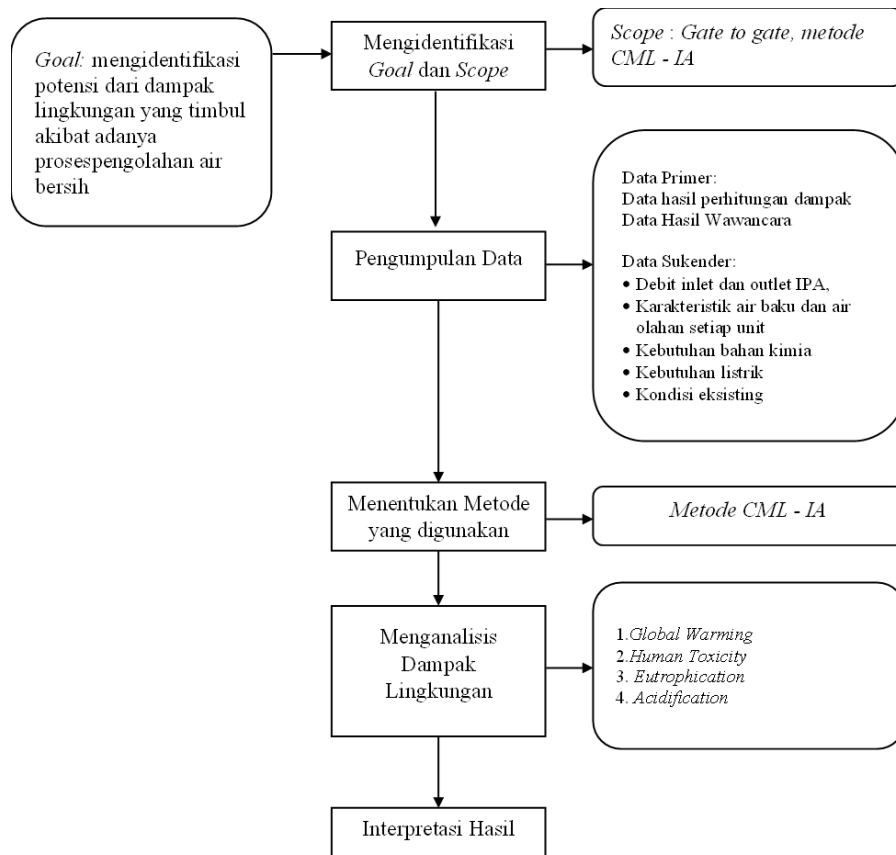 Goal: mengidentifikasi
potensi dari dampak
lingkungan yang timbul
akibat adanya
prosespengolahan air
bersih
Mengidentifikasi
Goal dan Scope
Scope : Gate to gate, metode
CML - IA
Pengumpulan Data
Data Primer:
Data hasil perhitungan dampak
Data Hasil Wawancara
Data Sukender:
• Debit inlet dan outlet IPA,
• Karakteristik air baku dan air
olahan setiap unit
• Kebutuhan bahan kimia
• Kebutuhan listrik
• Kondisi eksisting
Menentukan Metode
yang digunakan
Metode CML - IA
Menganalisis
Dampak
Lingkungan
1.Global Warming
2.Human Toxicity
3. Eutrophication
4. Acidification
Interpretasi Hasil